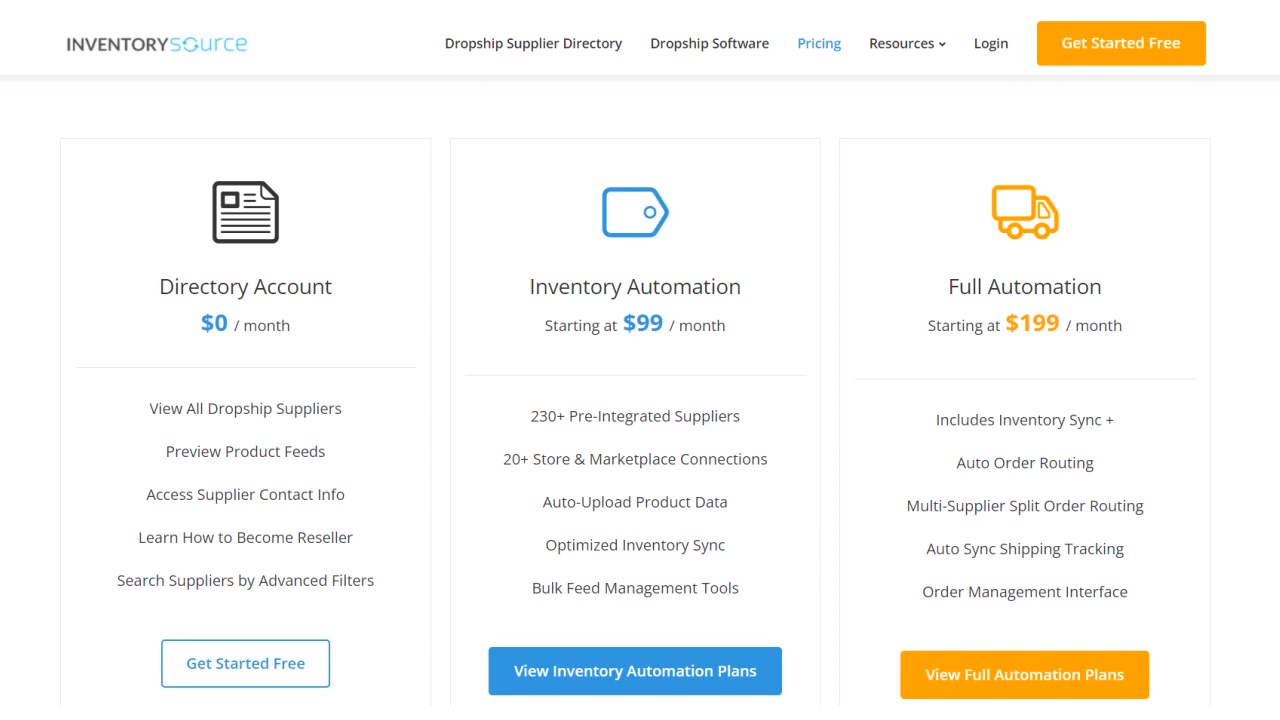 INVENTORYsource
Dropship Supplier Directory
Dropship Software
Pricing
Resources
Login
Get Started Free
Directory Account
$0 / month
View All Dropship Suppliers
Preview Product Feeds
Access Supplier Contact Info
Learn How to Become Reseller
Search Suppliers by Advanced Filters
Get Started Free
Inventory Automation
Starting at $99 / month
230+ Pre-Integrated Suppliers
20+ Store & Marketplace Connections
Auto-Upload Product Data
Optimized Inventory Sync
Bulk Feed Management Tools
View Inventory Automation Plans
Full Automation
Starting at $199 / month
Includes Inventory Sync +
Auto Order Routing
Multi-Supplier Split Order Routing
Auto Sync Shipping Tracking
Order Management Interface
View Full Automation Plans